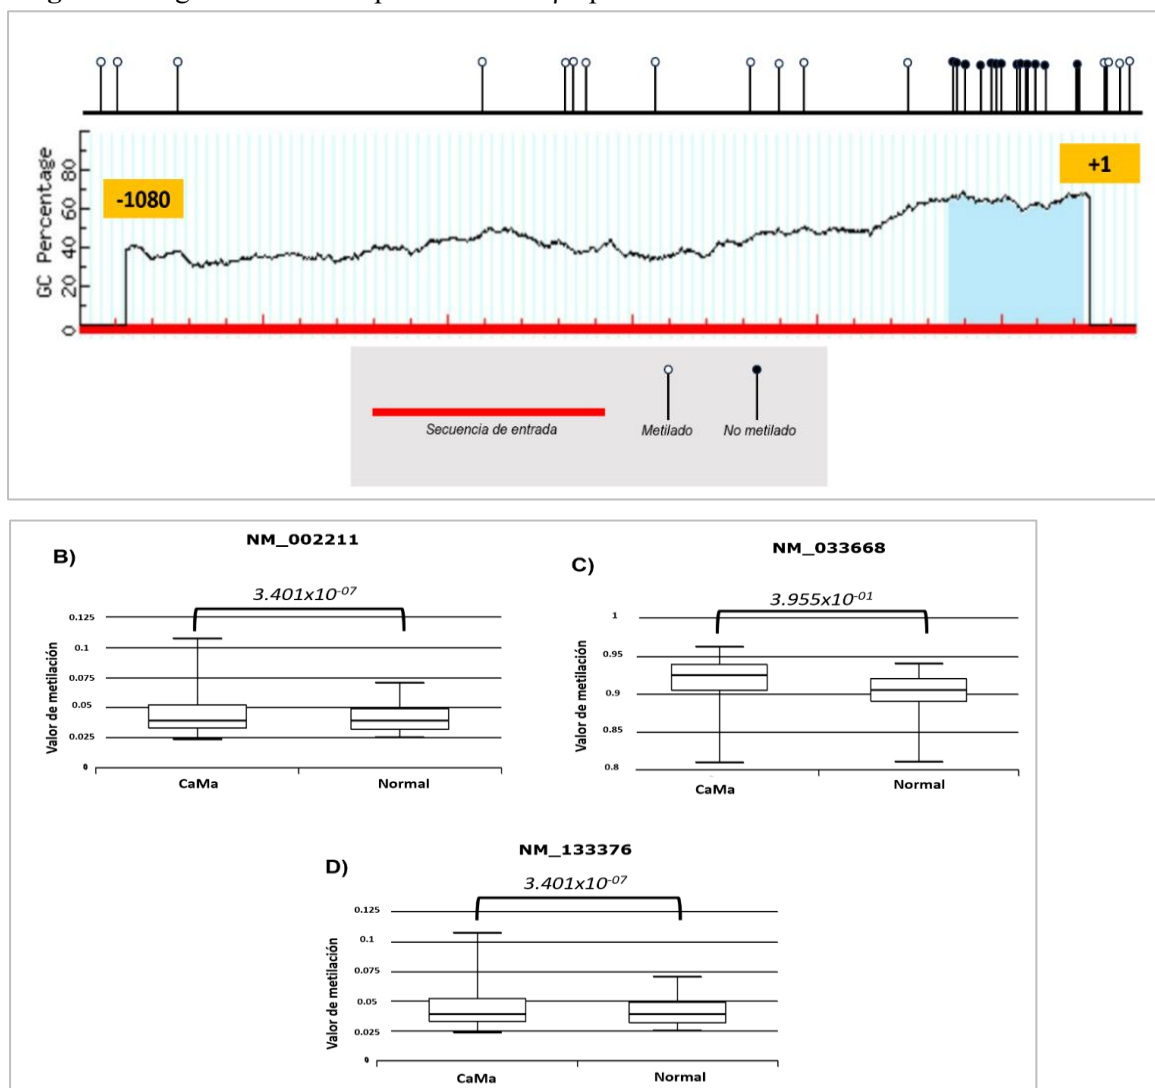 -1080
+1
GC Percentage
0 20 40 60 80
Secuencia de entrada
Metilado
No metilado
B)
NM_002211
3.401x10-07
Valor de metilación
0.125
0.1
0.075
0.05
0.025
0
CaMa
Normal
C)
NM_033668
3.955x10-01
Valor de metilación
1
0.95
0.9
0.85
0.8
CaMa
Normal
D)
NM_133376
3.401x10-07
Valor de metilación
0.125
0.1
0.075
0.05
0.025
0
CaMa
Normal